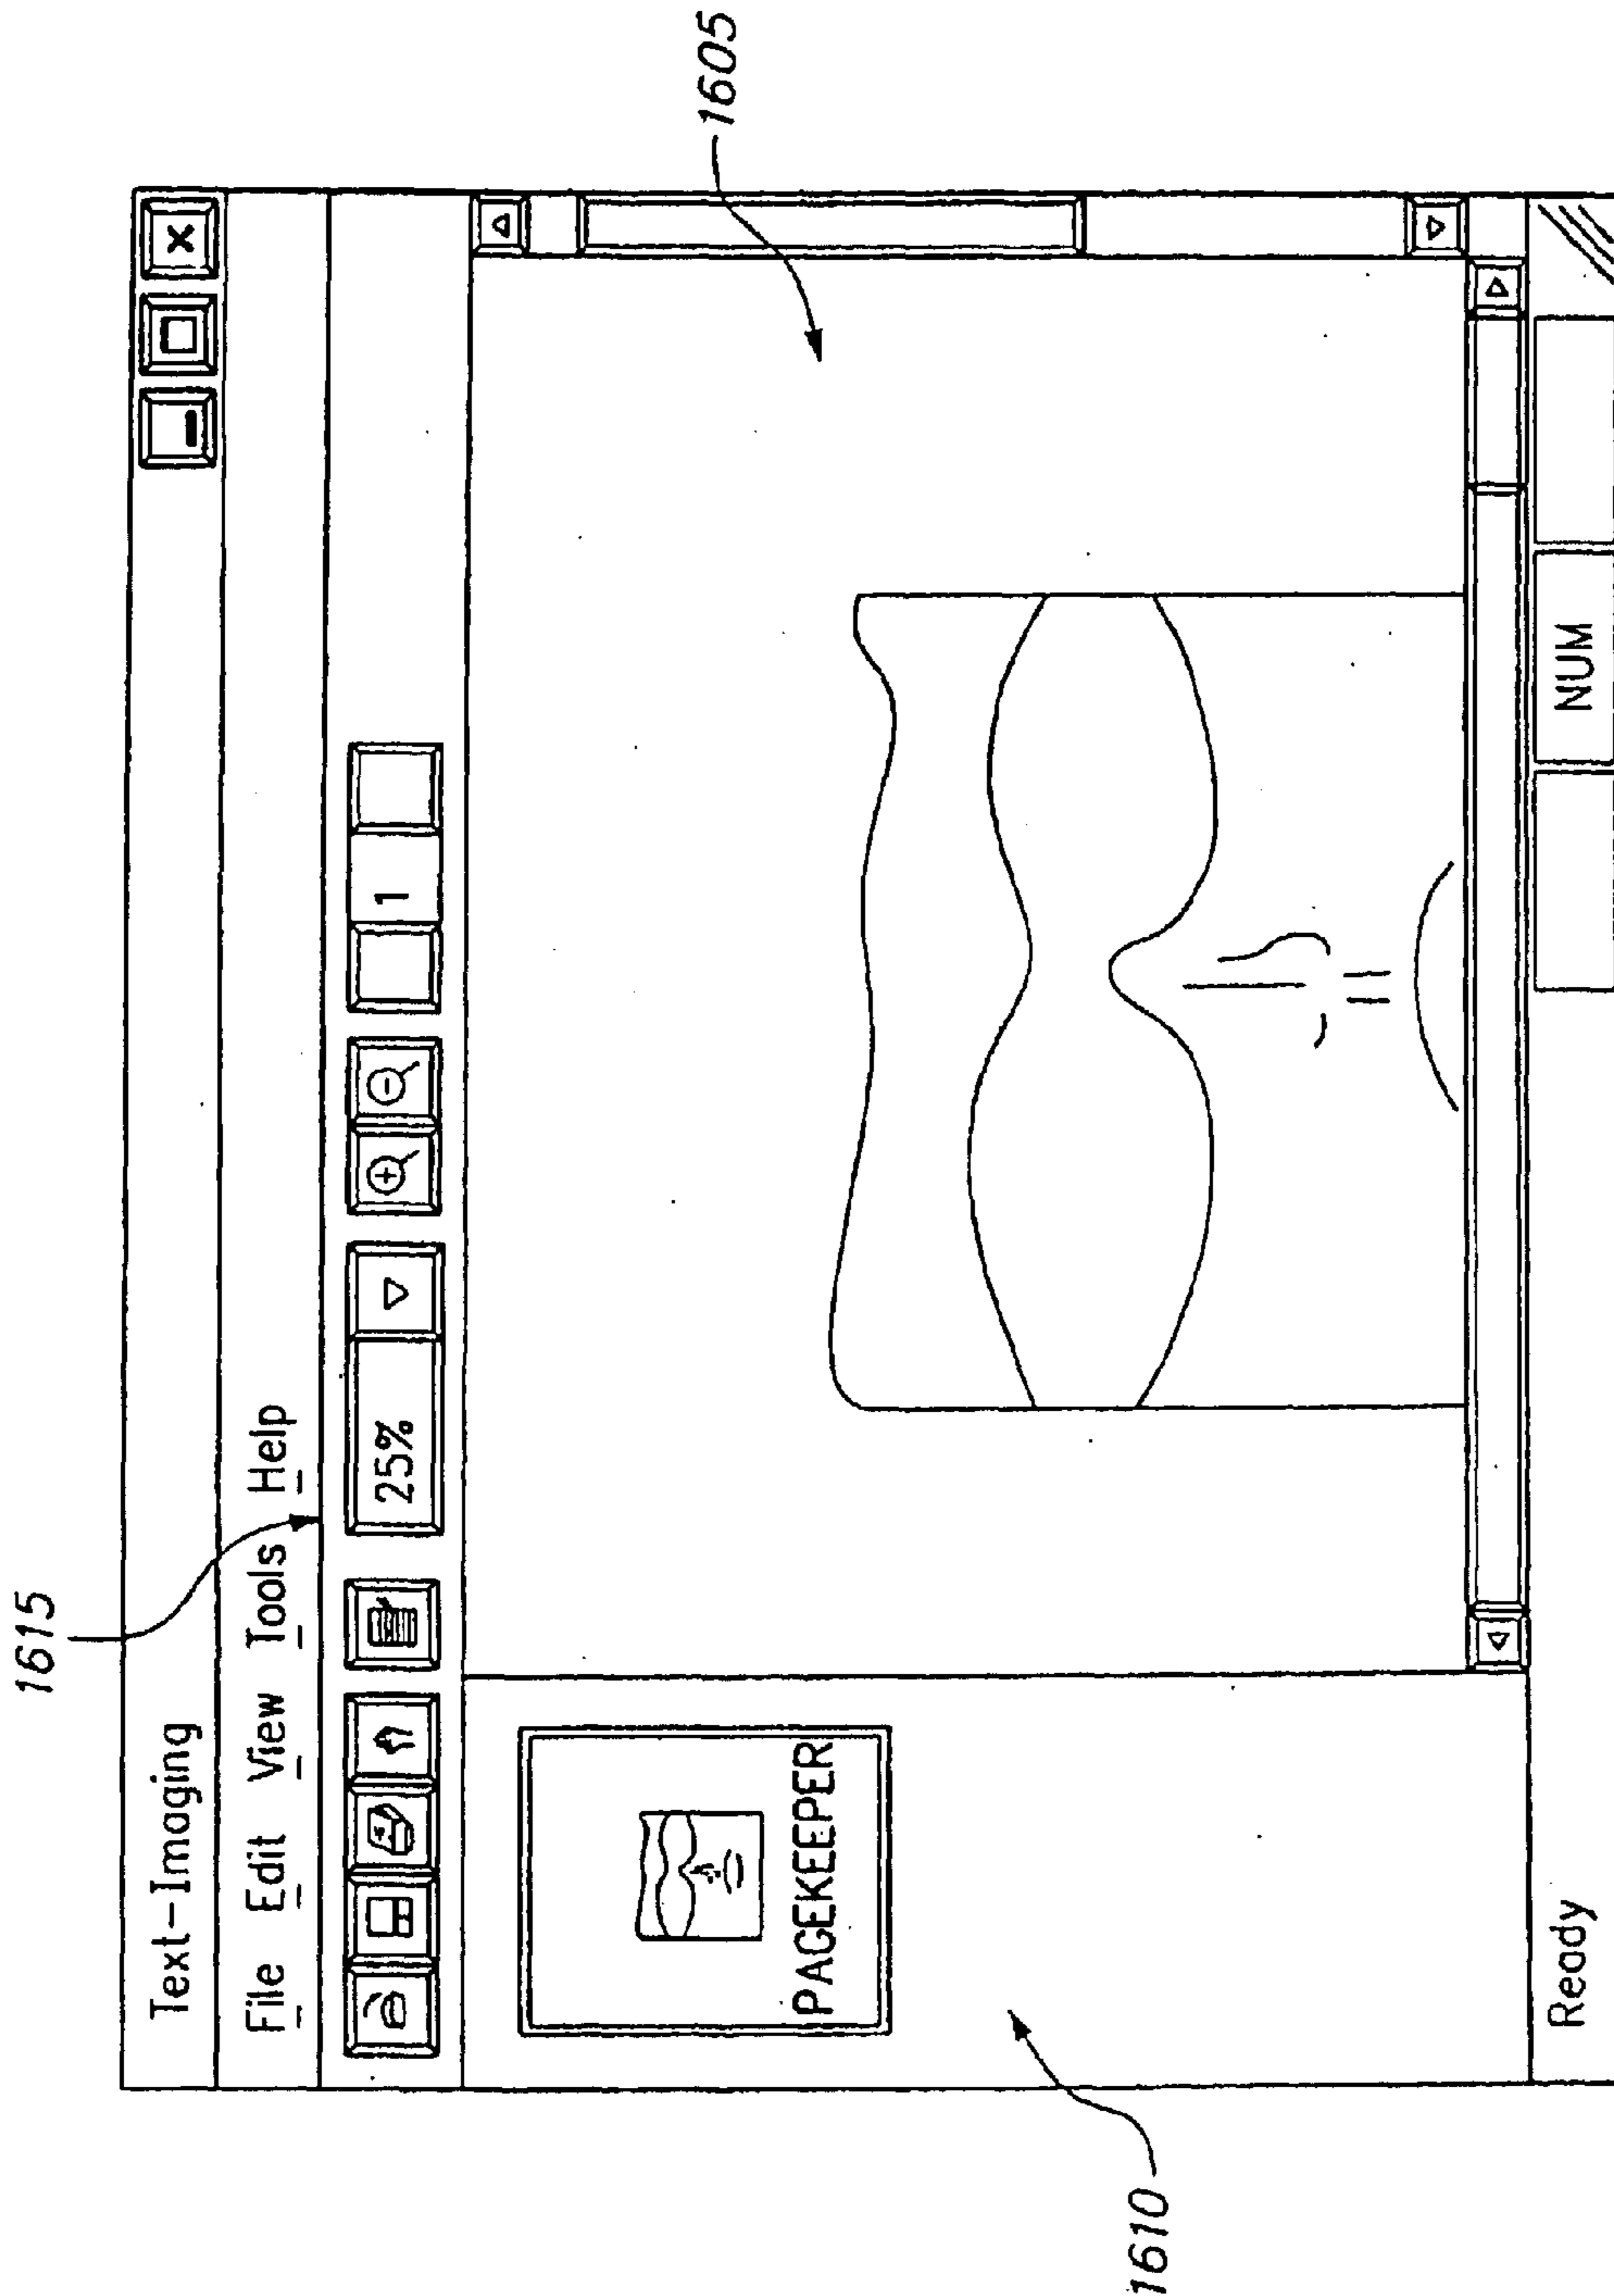 1615
Text-Imaging
File Edit View Tools Help
25% 1
1605
PAGEKEEPER
1610
Ready NUM